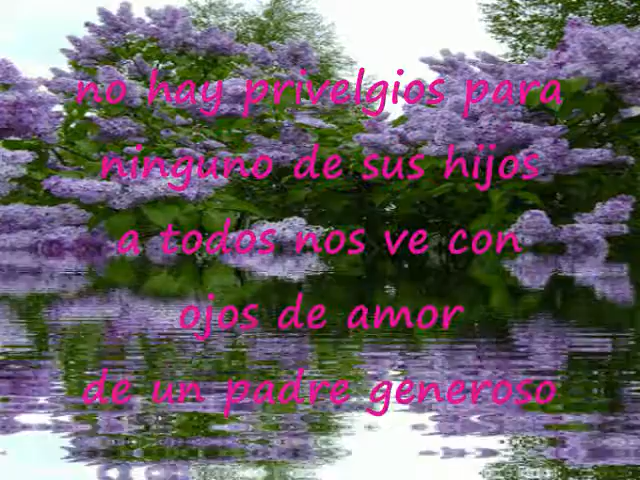 no hay privelgios para
ninguno de sus hijos
a todos nos ve con
ojos de amor
de un padre generoso